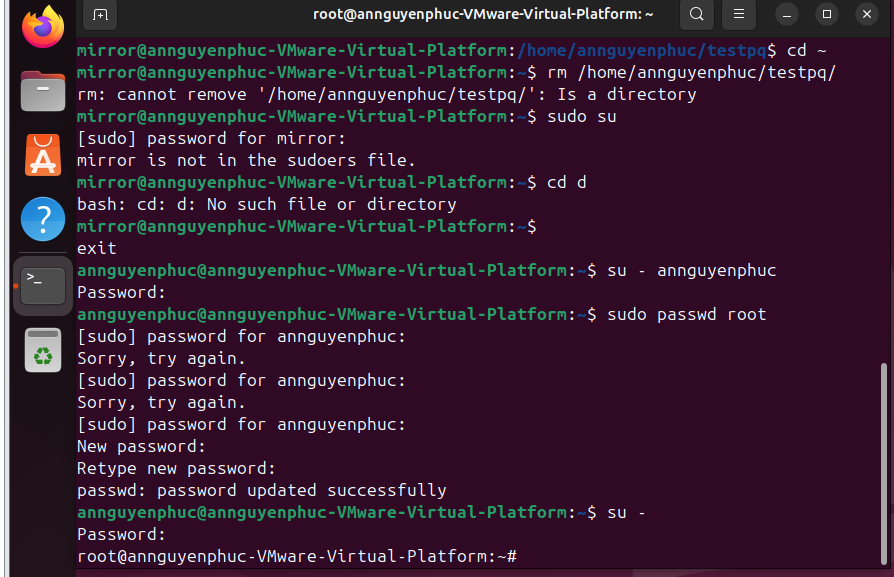 root@annguyenphuc-VMware-Virtual-Platform: ~
mirror@annguyenphuc-VMware-Virtual-Platform:/home/annguyenphuc/testpq$ cd ~
mirror@annguyenphuc-VMware-Virtual-Platform:~$ rm /home/annguyenphuc/testpq/
rm: cannot remove '/home/annguyenphuc/testpq/': Is a directory
mirror@annguyenphuc-VMware-Virtual-Platform:~$ sudo su
[sudo] password for mirror:
mirror is not in the sudoers file.
mirror@annguyenphuc-VMware-Virtual-Platform:~$ cd d
bash: cd: d: No such file or directory
mirror@annguyenphuc-VMware-Virtual-Platform:~$
exit
annguyenphuc@annguyenphuc-VMware-Virtual-Platform:~$ su - annguyenphuc
Password:
annguyenphuc@annguyenphuc-VMware-Virtual-Platform:~$ sudo passwd root
[sudo] password for annguyenphuc:
Sorry, try again.
[sudo] password for annguyenphuc:
Sorry, try again.
[sudo] password for annguyenphuc:
New password:
Retype new password:
passwd: password updated successfully
annguyenphuc@annguyenphuc-VMware-Virtual-Platform:~$ su -
Password:
root@annguyenphuc-VMware-Virtual-Platform:~#